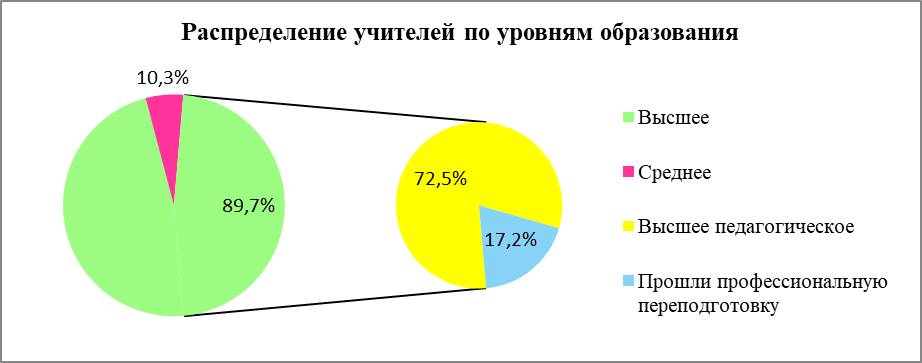 Распределение учителей по уровням образования
10,3%
89,7%
72,5%
17,2%
Высшее
Среднее
Высшее педагогическое
Прошли профессиональную
переподготовку